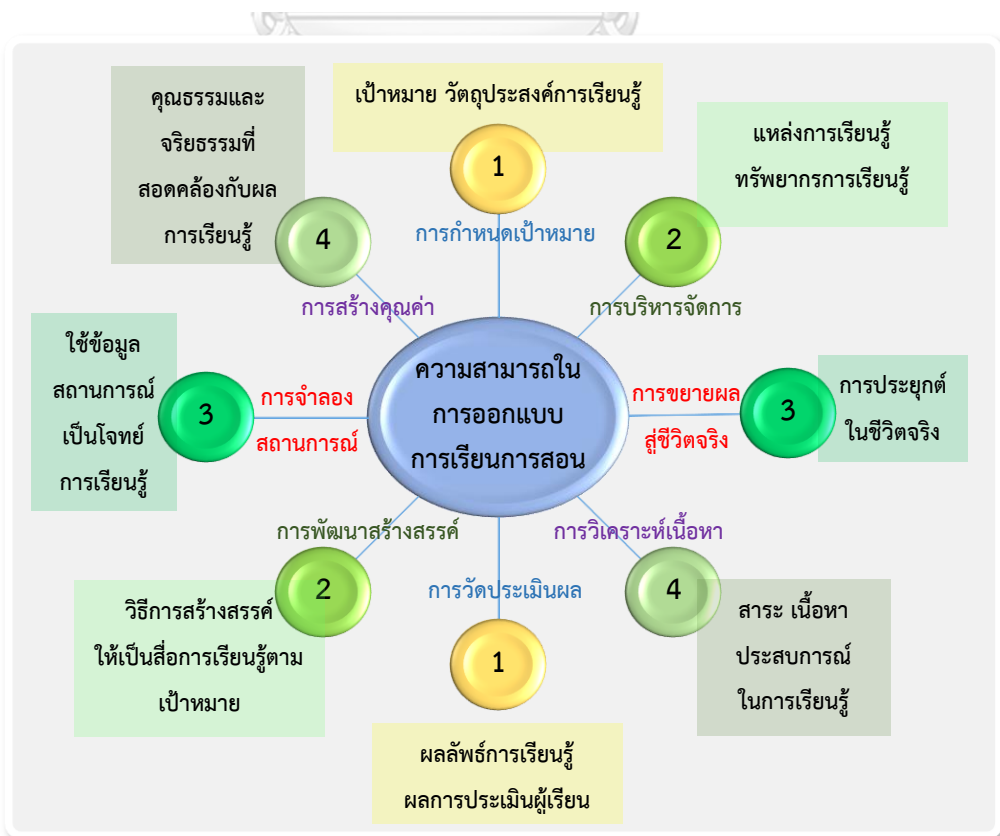 เป้าหมาย วัตถุประสงค์การเรียนรู้
1
การกำหนดเป้าหมาย
แหล่งการเรียนรู้
ทรัพยากรการเรียนรู้
2
การบริหารจัดการ
คุณธรรมและ
จริยธรรมที่
สอดคล้องกับผล
การเรียนรู้
4
การสร้างคุณค่า
ใช้ข้อมูล
สถานการณ์
เป็นโจทย์
การเรียนรู้
3
การจำลอง
สถานการณ์
ความสามารถใน
การออกแบบ
การเรียนการสอน
การขยายผล
สู่ชีวิตจริง
3
การประยุกต์
ในชีวิตจริง
การพัฒนาสร้างสรรค์
2
วิธีการสร้างสรรค์
ให้เป็นสื่อการเรียนรู้ตาม
เป้าหมาย
การวัดประเมินผล
1
ผลลัพธ์การเรียนรู้
ผลการประเมินผู้เรียน
การวิเคราะห์เนื้อหา
4
สาระ เนื้อหา
ประสบการณ์
ในการเรียนรู้